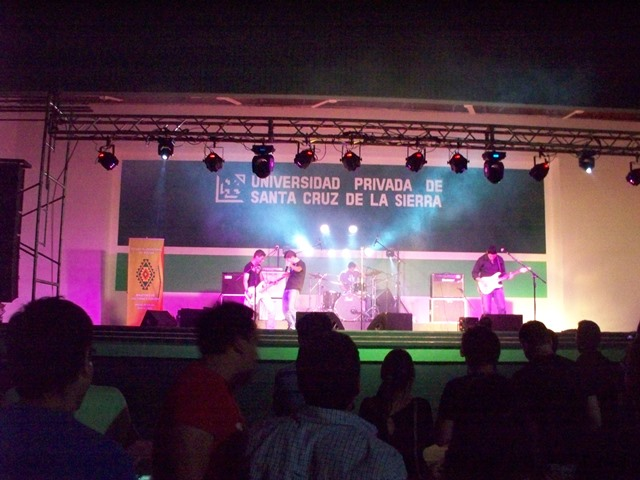 UNIVERSIDAD PRIVADA DE
SANTA CRUZ DE LA SIERRA